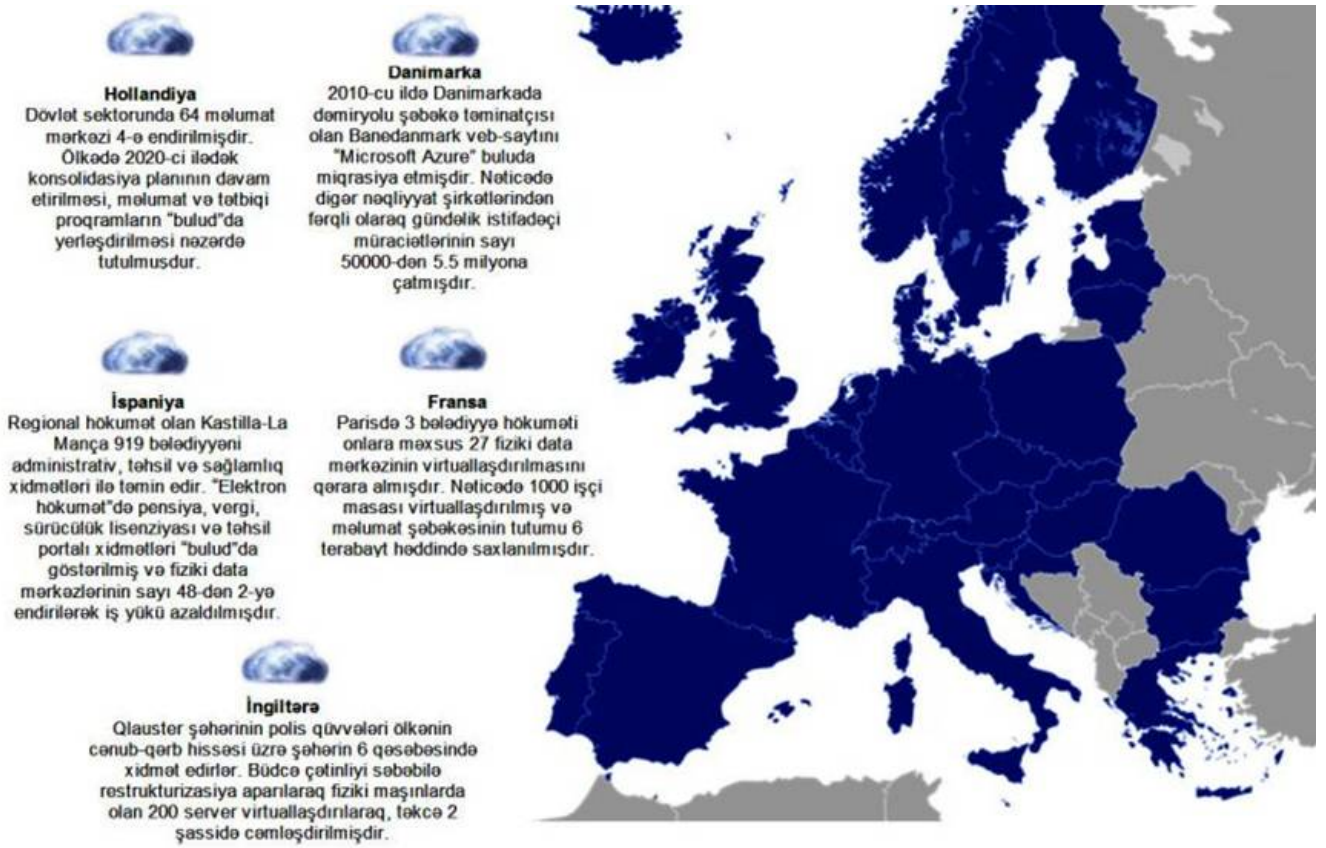 Hollandiya
Dövlət sektorunda 64 məlumat
mərkəzi 4-ə endirilmişdir.
Ölkədə 2020-ci ilədək
konsolidasiya planının davam
etirilməsi, məlumat və tətbiqi
proqramların "bulud"da
yerləşdirilməsi nəzərdə
tutulmuşdur.
Danimarka
2010-cu ildə Danimarkada
dəmiryolu şəbəkə təminatçısı
olan Banedanmark veb-saytını
"Microsoft Azure" buluda
miqrasiya etmişdir. Nəticədə
digər nəqliyyat şirkətlərindən
fərqli olaraq gündəlik istifadəçi
müraciətlərinin sayı
50000-dən 5.5 milyona
çatmışdır.
İspaniya
Regional hökumət olan Kastilla-La
Mança 919 bələdiyyəni
administrativ, təhsil və sağlamlıq
xidmətləri ilə təmin edir. "Elektron
hökumət"də pensiya, vergi,
sürücülük lisenziyası və təhsil
portalı xidmətləri "bulud"da
göstərilmiş və fiziki data
mərkəzlərinin sayı 48-dən 2-yə
endirilərək iş yükü azaldılmışdır.
Fransa
Parisdə 3 bələdiyyə hökuməti
onlara məxsus 27 fiziki data
mərkəzinin virtuallaşdırılmasını
qərara almışdır. Nəticədə 1000 işçi
masası virtuallaşdırılmış və
məlumat şəbəkəsinin tutumu 6
terabayt həddində saxlanılmışdır.
İngiltərə
Qlauster şəhərinin polis qüvvələri ölkənin
cənub-qərb hissəsi üzrə şəhərin 6 qəsəbəsində
xidmət edirlər. Büdcə çətinliyi səbəbilə
restrukturizasiya aparılaraq fiziki maşınlarda
olan 200 server virtuallaşdırılaraq, təkcə 2
şassidə cəmləşdirilmişdir.